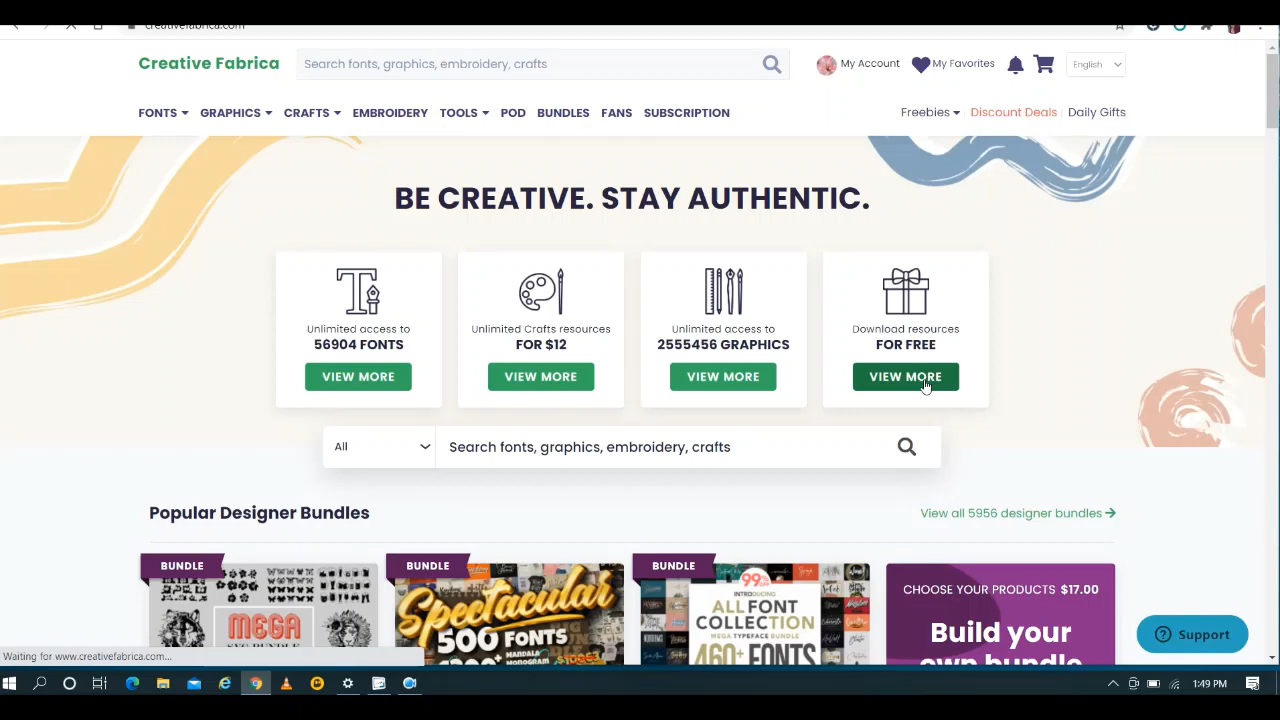 creativefabrica.com
Creative Fabrica
Search fonts, graphics, embroidery, crafts
My Account
My Favorites
English
FONTS
GRAPHICS
CRAFTS
EMBROIDERY
TOOLS
POD
BUNDLES
FANS
SUBSCRIPTION
Freebies
Discount Deals
Daily Gifts
BE CREATIVE. STAY AUTHENTIC.
Unlimited access to
56904 FONTS
VIEW MORE
Unlimited Crafts resources
FOR $12
VIEW MORE
Unlimited access to
2555456 GRAPHICS
VIEW MORE
Download resources
FOR FREE
VIEW MORE
All
Search fonts, graphics, embroidery, crafts
Popular Designer Bundles
View all 5956 designer bundles
BUNDLE
MEGA
BUNDLE
Spectacular
500 FONTS
MANDALS
MONOGRAM
BUNDLE
99%
INTRODUCING
ALL FONT
COLLECTION
MEGA TYPEFACE BUNDLE
460+ FONTS
CHOOSE YOUR PRODUCTS $17.00
Build your
own bundle
Support
Waiting for www.creativefabrica.com...
1:49 PM